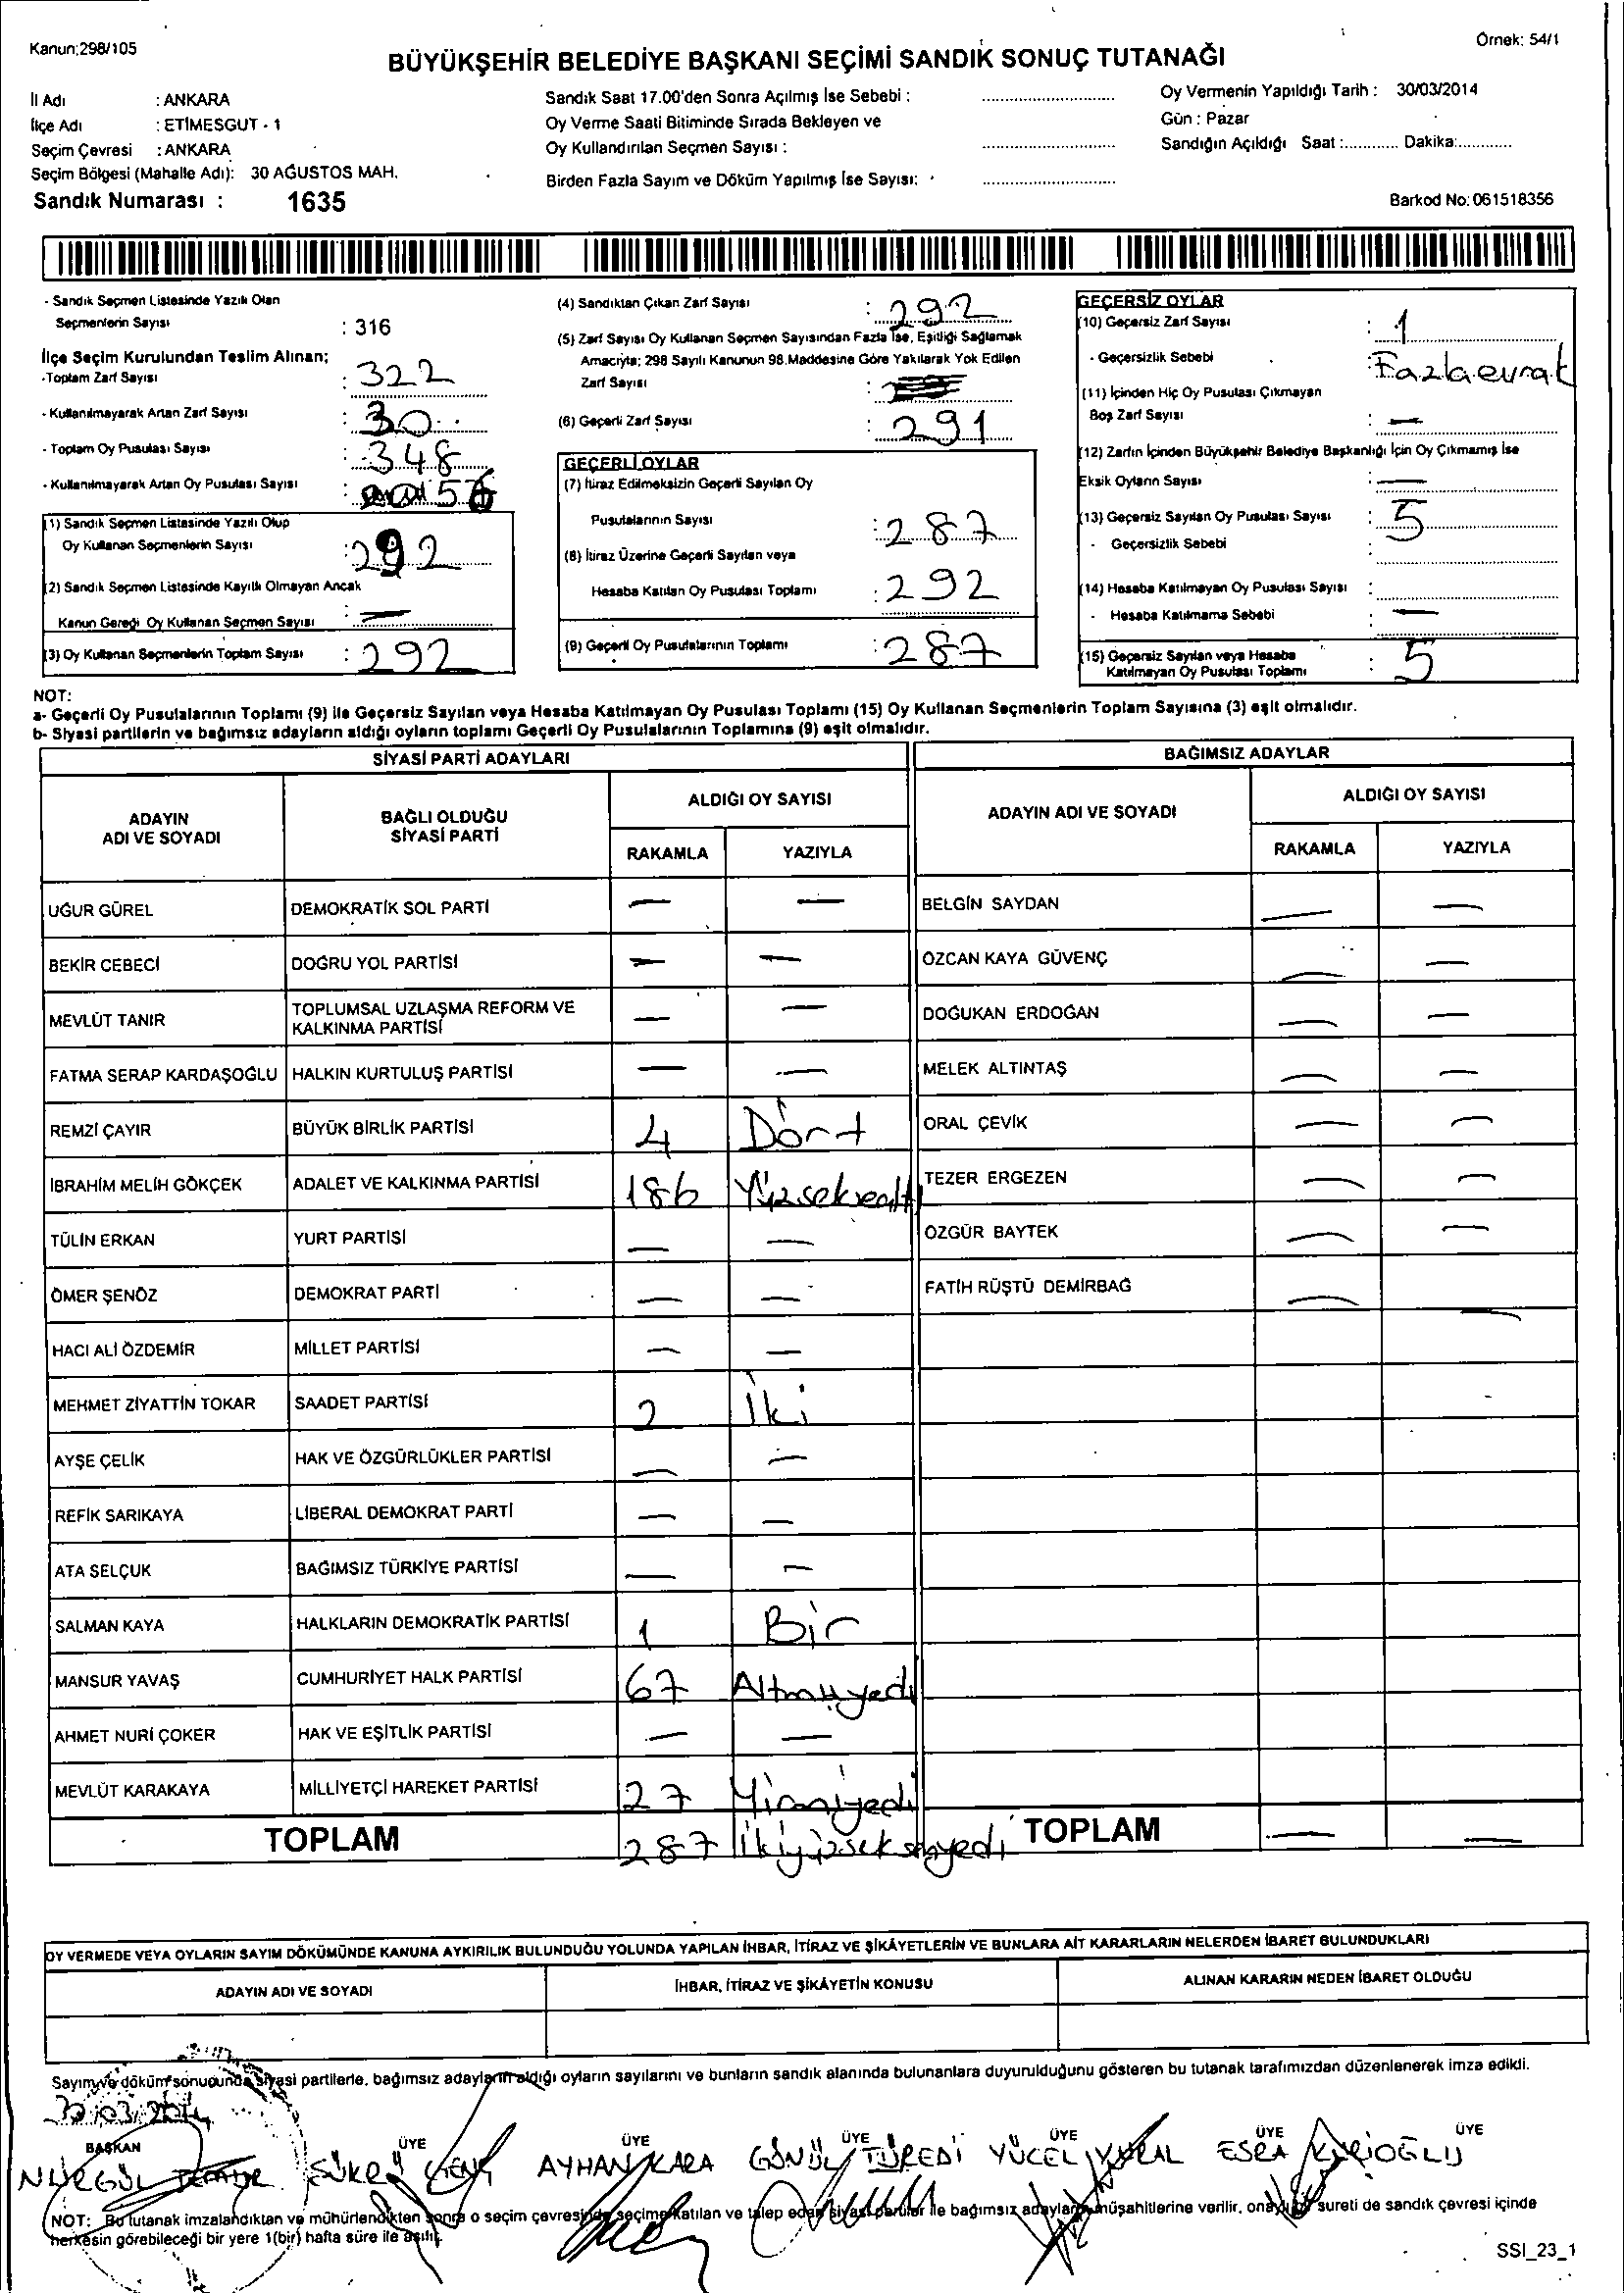 Kanun;298/105
Örnek: 54/1
BÜYÜKŞEHİR BELEDİYE BAŞKANI SEÇİMİ SANDIK SONUÇ TUTANAĞI
İl Adı : ANKARA
İlçe Adı : ETİMESGUT - 1
Seçim Çevresi : ANKARA
Seçim Bölgesi (Mahalle Adı): 30 AĞUSTOS MAH.
Sandık Numarası : 1635
Sandık Saat 17.00'den Sonra Açılmış İse Sebebi :
Oy Verme Saati Bitiminde Sırada Bekleyen ve
Oy Kullandırılan Seçmen Sayısı :
Birden Fazla Sayım ve Döküm Yapılmış İse Sayısı:
Oy Vermenin Yapıldığı Tarih : 30/03/2014
Gün : Pazar
Sandığın Açıldığı Saat :............ Dakika:............
Barkod No: 061518356
- Sandık Seçmen Listesinde Yazılı Olan
Seçmenlerin Sayısı : 316
İlçe Seçim Kurulundan Teslim Alınan;
-Toplam Zarf Sayısı : 322
- Kullanılmayarak Artan Zarf Sayısı : 30
- Toplam Oy Pusulası Sayısı : 348
- Kullanılmayarak Artan Oy Pusulası Sayısı : 56
(1) Sandık Seçmen Listesinde Yazılı Olup
Oy Kullanan Seçmenlerin Sayısı : 292
(2) Sandık Seçmen Listesinde Kayıtlı Olmayan Ancak
Kanun Gereği Oy Kullanan Seçmen Sayısı : —
(3) Oy Kullanan Seçmenlerin Toplam Sayısı : 292
(4) Sandıktan Çıkan Zarf Sayısı : 292
(5) Zarf Sayısı Oy Kullanan Seçmen Sayısından Fazla İse, Eşitliği Sağlamak
Amacıyla; 298 Sayılı Kanunun 98.Maddesine Göre Yakılarak Yok Edilen
Zarf Sayısı :
(6) Geçerli Zarf Sayısı : 291
GEÇERLİ OYLAR
(7) İtiraz Edilmeksizin Geçerli Sayılan Oy
Pusulalarının Sayısı : 287
(8) İtiraz Üzerine Geçerli Sayılan veya
Hesaba Katılan Oy Pusulası Toplamı : 292
(9) Geçerli Oy Pusulalarının Toplamı : 287
GEÇERSİZ OYLAR
(10) Geçersiz Zarf Sayısı : 1
- Geçersizlik Sebebi : Fazla evrak
(11) İçinden Hiç Oy Pusulası Çıkmayan
Boş Zarf Sayısı : —
(12) Zarfın İçinden Büyükşehir Belediye Başkanlığı İçin Oy Çıkmamış İse
Eksik Oyların Sayısı : —
(13) Geçersiz Sayılan Oy Pusulası Sayısı : 5
- Geçersizlik Sebebi :
(14) Hesaba Katılmayan Oy Pusulası Sayısı :
- Hesaba Katılmama Sebebi : —
(15) Geçersiz Sayılan veya Hesaba
Katılmayan Oy Pusulası Toplamı : 5
NOT:
a- Geçerli Oy Pusulalarının Toplamı (9) ile Geçersiz Sayılan veya Hesaba Katılmayan Oy Pusulası Toplamı (15) Oy Kullanan Seçmenlerin Toplam Sayısına (3) eşit olmalıdır.
b- Siyasi partilerin ve bağımsız adayların aldığı oyların toplamı Geçerli Oy Pusulalarının Toplamına (9) eşit olmalıdır.
SİYASİ PARTİ ADAYLARI
ADAYIN ADI VE SOYADI
BAĞLI OLDUĞU SİYASİ PARTİ
ALDIĞI OY SAYISI
RAKAMLA YAZIYLA
UĞUR GÜREL DEMOKRATİK SOL PARTİ — —
BEKİR CEBECİ DOĞRU YOL PARTİSİ — —
MEVLÜT TANIR TOPLUMSAL UZLAŞMA REFORM VE KALKINMA PARTİSİ — —
FATMA SERAP KARDAŞOĞLU HALKIN KURTULUŞ PARTİSİ — —
REMZİ ÇAYIR BÜYÜK BİRLİK PARTİSİ 4 Dört
İBRAHİM MELİH GÖKÇEK ADALET VE KALKINMA PARTİSİ 186 Yüzseksenaltı
TÜLİN ERKAN YURT PARTİSİ — —
ÖMER ŞENÖZ DEMOKRAT PARTİ — —
HACI ALİ ÖZDEMİR MİLLET PARTİSİ — —
MEHMET ZİYATTİN TOKAR SAADET PARTİSİ 2 İki
AYŞE ÇELİK HAK VE ÖZGÜRLÜKLER PARTİSİ — —
REFİK SARIKAYA LİBERAL DEMOKRAT PARTİ — —
ATA SELÇUK BAĞIMSIZ TÜRKİYE PARTİSİ — —
SALMAN KAYA HALKLARIN DEMOKRATİK PARTİSİ 1 Bir
MANSUR YAVAŞ CUMHURİYET HALK PARTİSİ 67 Altmışyedi
AHMET NURİ ÇOKER HAK VE EŞİTLİK PARTİSİ — —
MEVLÜT KARAKAYA MİLLİYETÇİ HAREKET PARTİSİ 27 Yirmiyedi
TOPLAM 287 İkiyüzseksenyedi
BAĞIMSIZ ADAYLAR
ADAYIN ADI VE SOYADI
ALDIĞI OY SAYISI
RAKAMLA YAZIYLA
BELGİN SAYDAN — —
ÖZCAN KAYA GÜVENÇ — —
DOĞUKAN ERDOĞAN — —
MELEK ALTINTAŞ — —
ORAL ÇEVİK — —
TEZER ERGEZEN — —
ÖZGÜR BAYTEK — —
FATİH RÜŞTÜ DEMİRBAĞ — —
TOPLAM — —
OY VERMEDE VEYA OYLARIN SAYIM DÖKÜMÜNDE KANUNA AYKIRILIK BULUNDUĞU YOLUNDA YAPILAN İHBAR, İTİRAZ VE ŞİKÂYETLERİN VE BUNLARA AİT KARARLARIN NELERDEN İBARET BULUNDUKLARI
ADAYIN ADI VE SOYADI
İHBAR, İTİRAZ VE ŞİKÂYETİN KONUSU
ALINAN KARARIN NEDEN İBARET OLDUĞU
Sayım ve döküm sonucunda siyasi partilerle, bağımsız adayların aldığı oyların sayılarını ve bunların sandık alanında bulunanlara duyurulduğunu gösteren bu tutanak tarafımızdan düzenlenerek imza edildi.
30/03/2014
BAŞKAN ÜYE ÜYE ÜYE ÜYE ÜYE ÜYE
NURGÜL ŞÜKRÜ GENÇ AYHAN KARA GÖNÜL TÜREDİ YÜCEL VURAL ESRA
NOT: Bu tutanak imzalandıktan ve mühürlendikten sonra o seçim çevresinde seçime katılan ve talep eden siyasi partiler ile bağımsız adayların müşahitlerine verilir, onaylı bir sureti de sandık çevresi içinde
herkesin görebileceği bir yere 1(bir) hafta süre ile asılır.
SSI_23_1